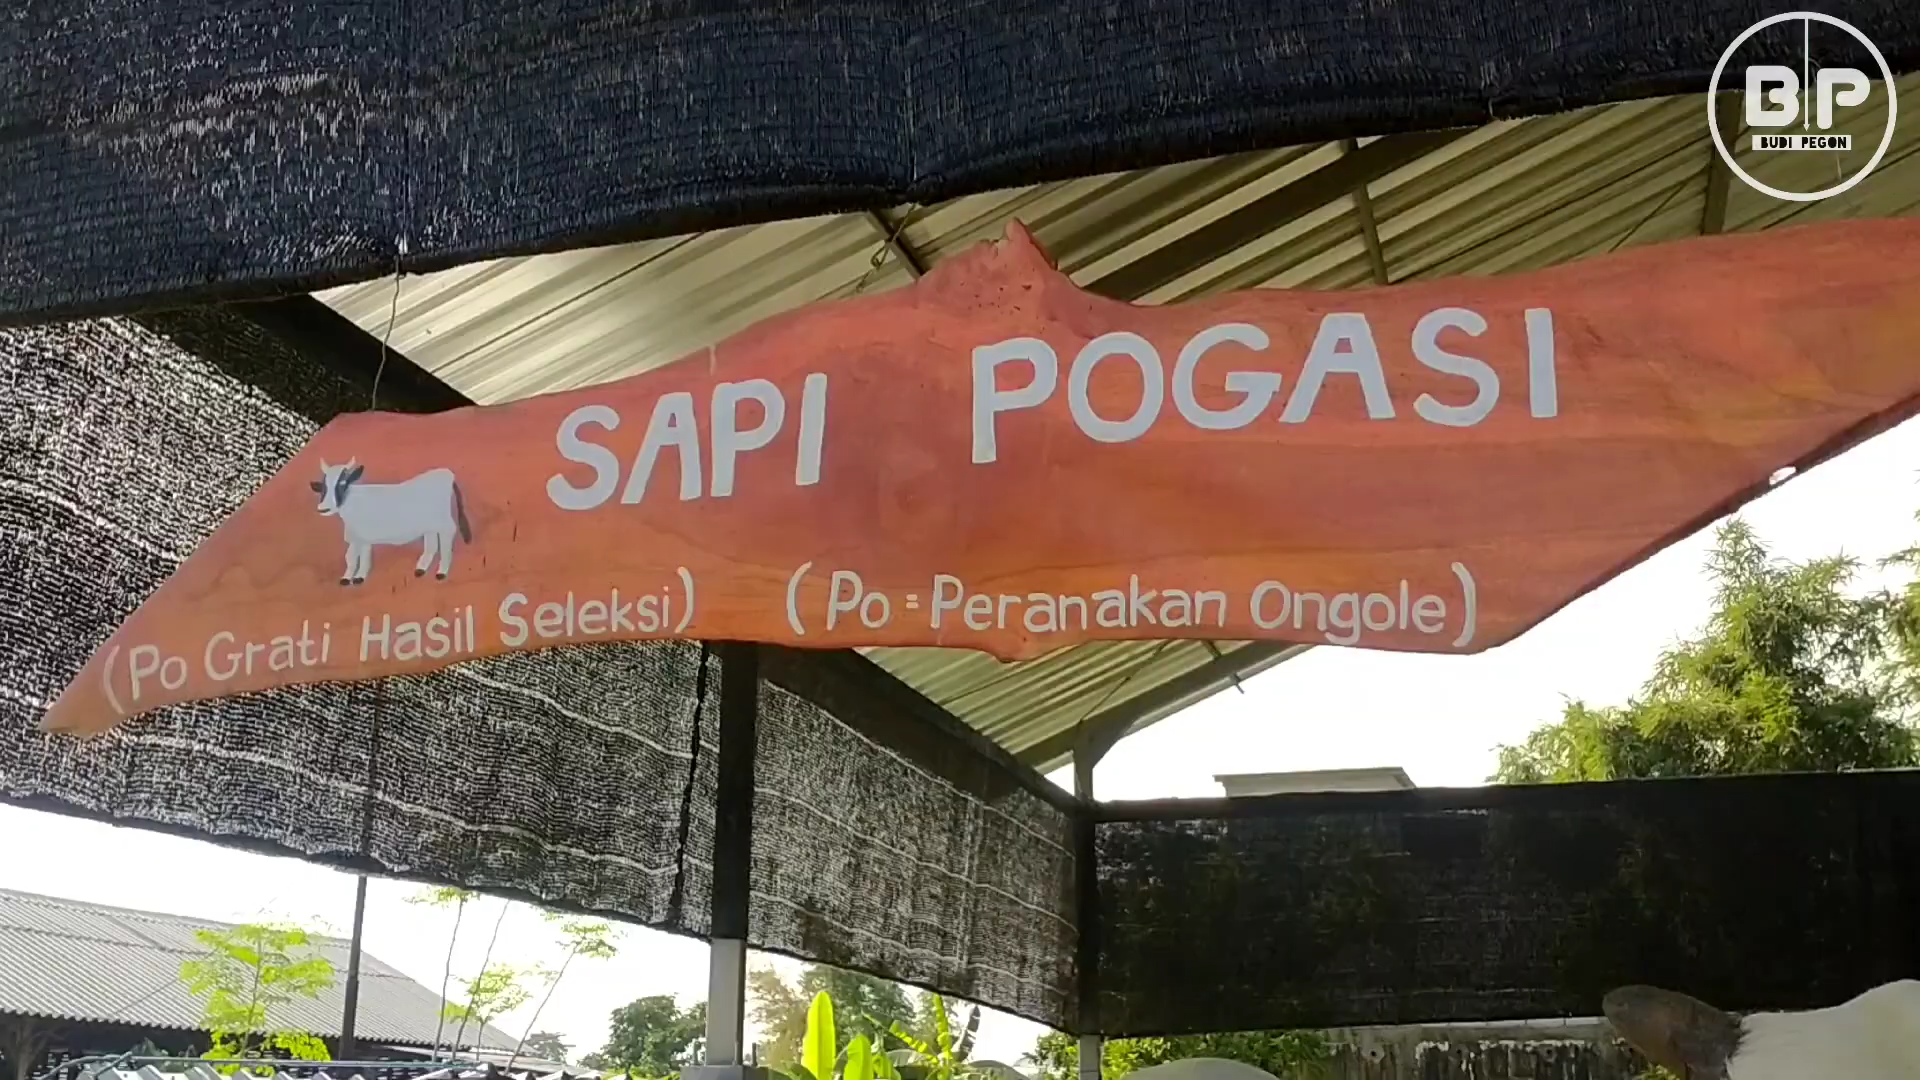 BP
BUDI PEGON
SAPI POGASI
(Po Grati Hasil Seleksi) (Po = Peranakan Ongole)